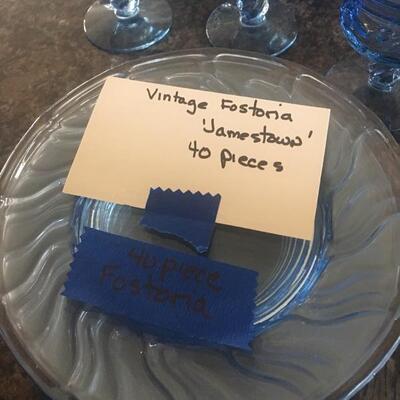 Vintage Fostoria
'Jamestown'
40 pieces
40 piece
Fostoria